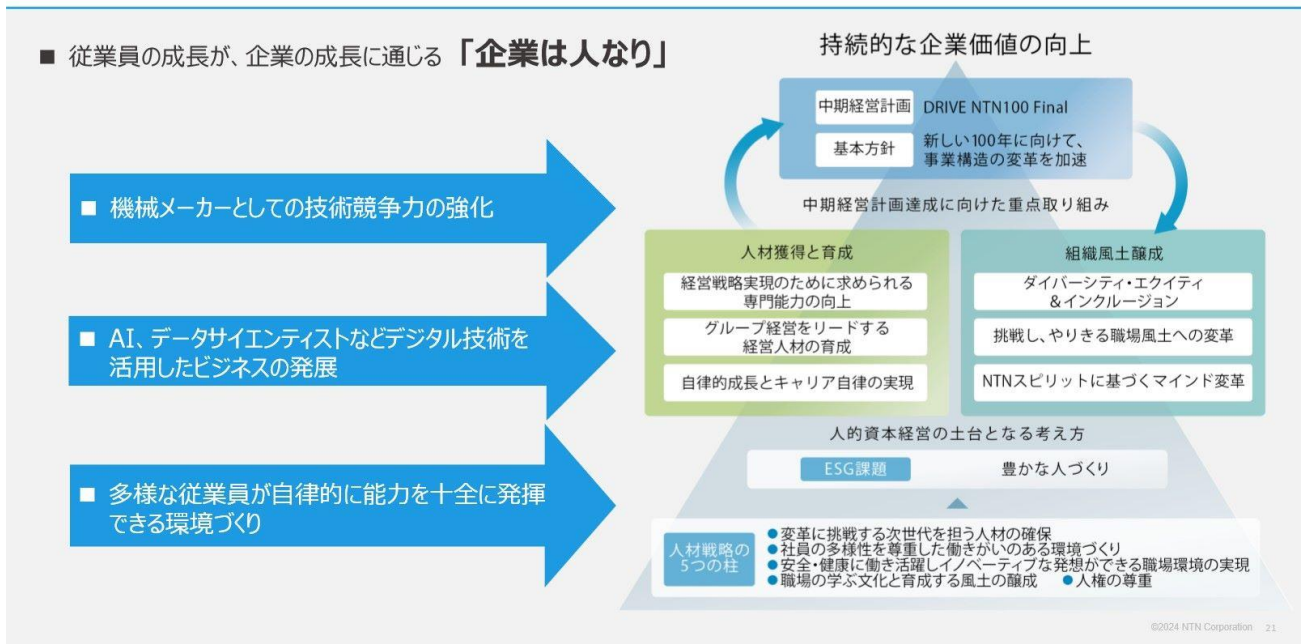 ■ 従業員の成長が、企業の成長に通じる「企業は人なり」
■ 機械メーカーとしての技術競争力の強化
■ AI、データサイエンティストなどデジタル技術を
活用したビジネスの発展
■ 多様な従業員が自律的に能力を十全に発揮
できる環境づくり
持続的な企業価値の向上
中期経営計画 DRIVE NTN100 Final
基本方針 新しい100年に向けて、
事業構造の変革を加速
中期経営計画達成に向けた重点取り組み
人材獲得と育成
経営戦略実現のために求められる
専門能力の向上
グループ経営をリードする
経営人材の育成
自律的成長とキャリア自律の実現
組織風土醸成
ダイバーシティ・エクイティ
&インクルージョン
挑戦し、やりきる職場風土への変革
NTNスピリットに基づくマインド変革
人的資本経営の土台となる考え方
ESG課題 豊かな人づくり
人材戦略の
5つの柱
●変革に挑戦する次世代を担う人材の確保
●社員の多様性を尊重した働きがいのある環境づくり
●安全・健康に働き活躍しイノベーティブな発想ができる職場環境の実現
●職場の学ぶ文化と育成する風土の醸成 ●人権の尊重
©2024 NTN Corporation 21